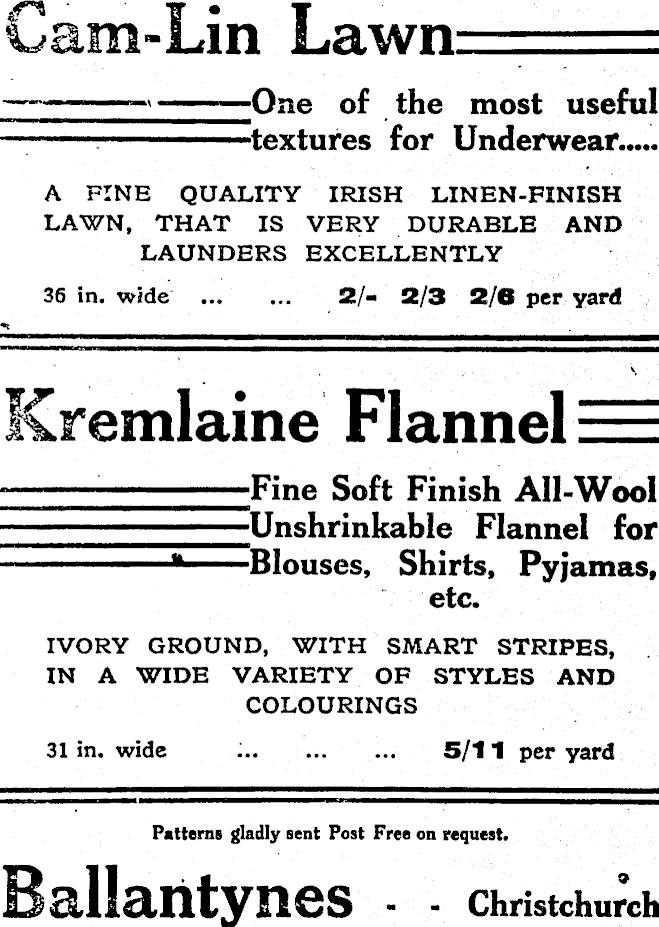 Cam-Lin Lawn
One of the most useful
textures for Underwear.....
A FINE QUALITY IRISH LINEN-FINISH
LAWN, THAT IS VERY DURABLE AND
LAUNDERS EXCELLENTLY
36 in. wide ... ... 2/- 2/3 2/6 per yard
Kremlaine Flannel
Fine Soft Finish All-Wool
Unshrinkable Flannel for
Blouses, Shirts, Pyjamas,
etc.
IVORY GROUND, WITH SMART STRIPES,
IN A WIDE VARIETY OF STYLES AND
COLOURINGS
31 in. wide ... ... ... 5/11 per yard
Patterns gladly sent Post Free on request.
Ballantynes - - Christchurch